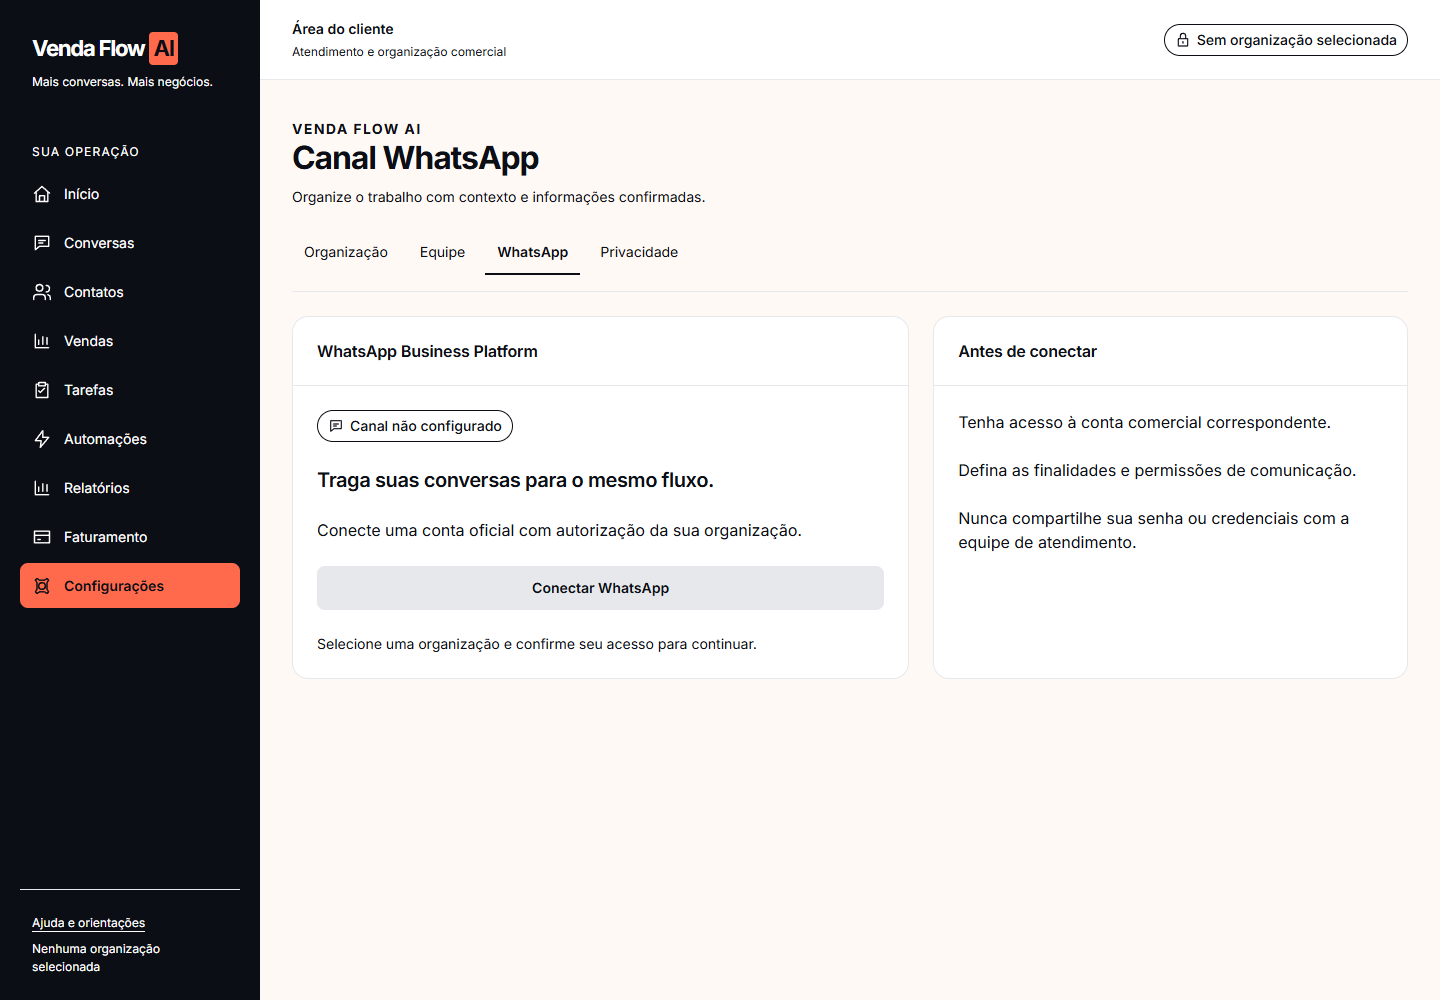 Venda Flow AI
Mais conversas. Mais negócios.
SUA OPERAÇÃO
Início
Conversas
Contatos
Vendas
Tarefas
Automações
Relatórios
Faturamento
Configurações
Ajuda e orientações
Nenhuma organização
selecionada
Área do cliente
Atendimento e organização comercial
Sem organização selecionada
VENDA FLOW AI
Canal WhatsApp
Organize o trabalho com contexto e informações confirmadas.
Organização
Equipe
WhatsApp
Privacidade
WhatsApp Business Platform
Canal não configurado
Traga suas conversas para o mesmo fluxo.
Conecte uma conta oficial com autorização da sua organização.
Conectar WhatsApp
Selecione uma organização e confirme seu acesso para continuar.
Antes de conectar
Tenha acesso à conta comercial correspondente.
Defina as finalidades e permissões de comunicação.
Nunca compartilhe sua senha ou credenciais com a
equipe de atendimento.